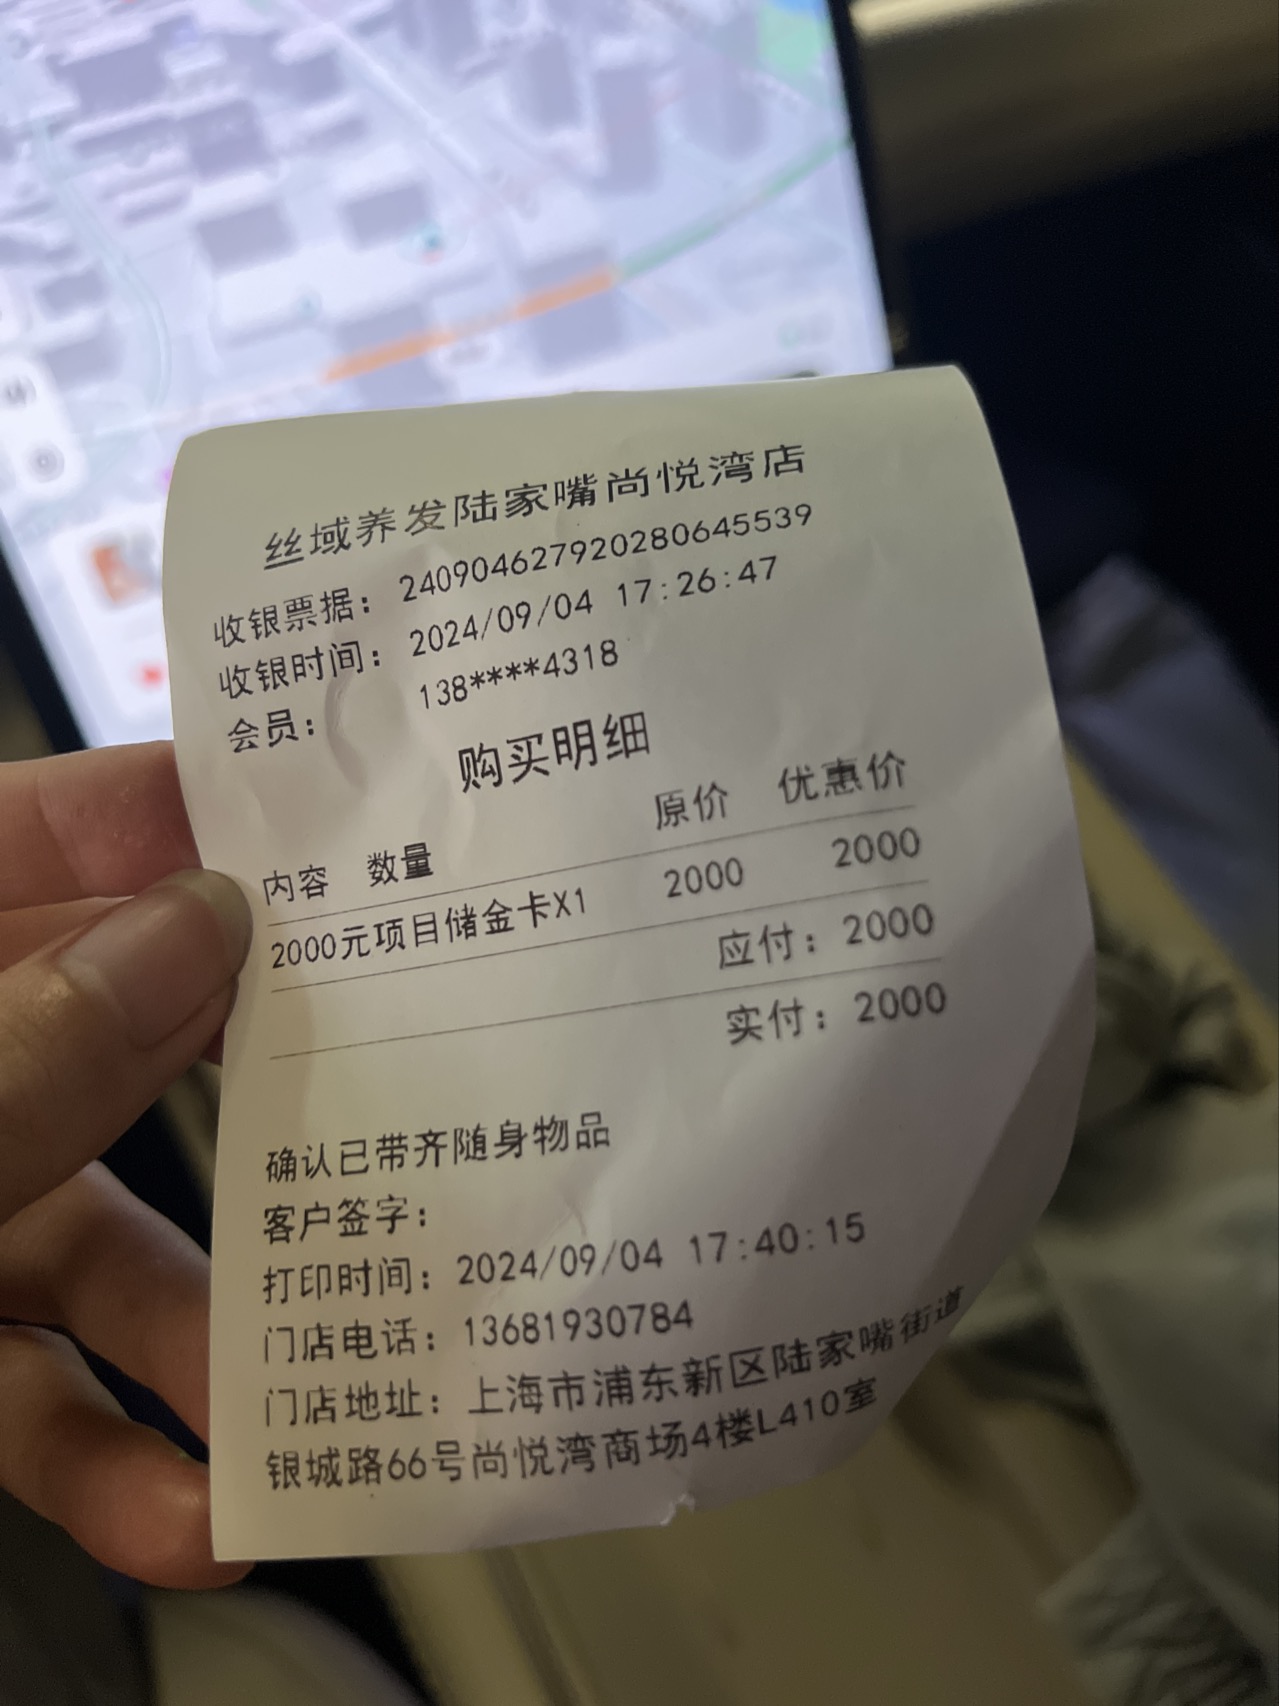 丝域养发陆家嘴尚悦湾店
收银票据： 240904627920280645539
收银时间： 2024/09/04 17:26:47
会员： 138****4318
购买明细
内容 数量 原价 优惠价
2000元项目储金卡X1 2000 2000
应付：2000
实付：2000
确认已带齐随身物品
客户签字：
打印时间：2024/09/04 17:40:15
门店电话：13681930784
门店地址：上海市浦东新区陆家嘴街道
银城路66号尚悦湾商场4楼L410室